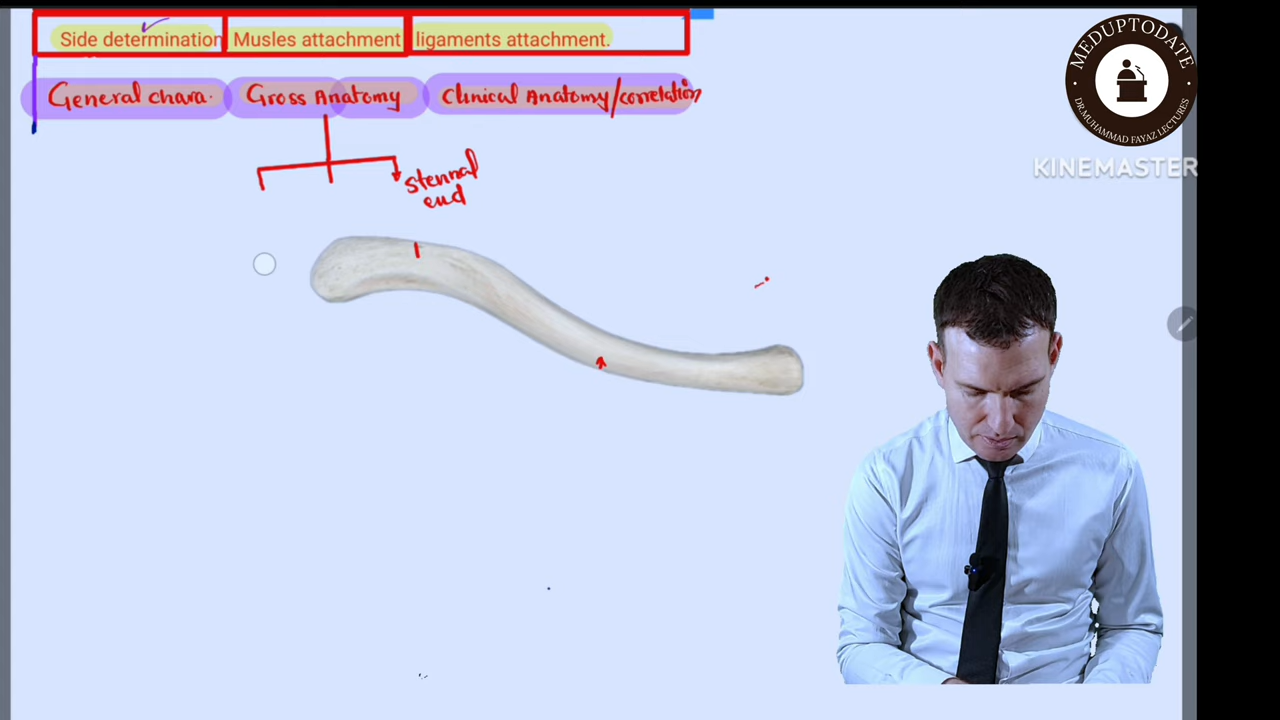 Side determination Musles attachment ligaments attachment.
General chara. Gross Anatomy Clinical Anatomy/correlation
sternal
end
MEDUPTODATE
DR.MUHAMMAD FAYAZ LECTURES
KINEMASTER